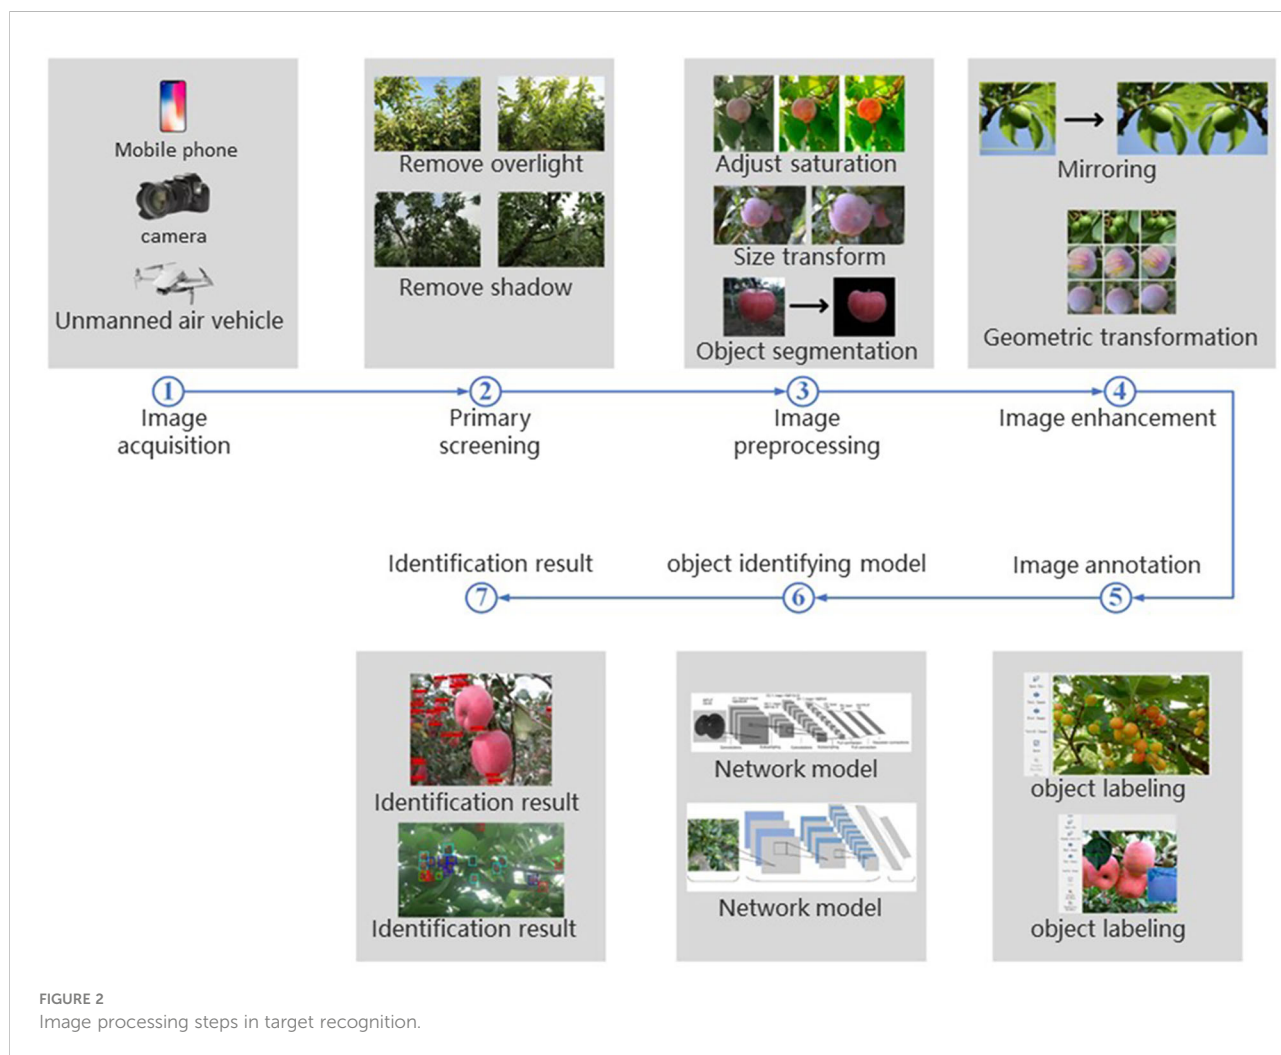 Mobile phone
camera
Unmanned air vehicle
Remove overlight
Remove shadow
Adjust saturation
Size transform
Object segmentation
Mirroring
Geometric transformation
1
Image
acquisition
2
Primary
screening
3
Image
preprocessing
4
Image enhancement
Identification result
7
object identifying model
6
Image annotation
5
Identification result
Identification result
Network model
Network model
object labeling
object labeling
FIGURE 2
Image processing steps in target recognition.